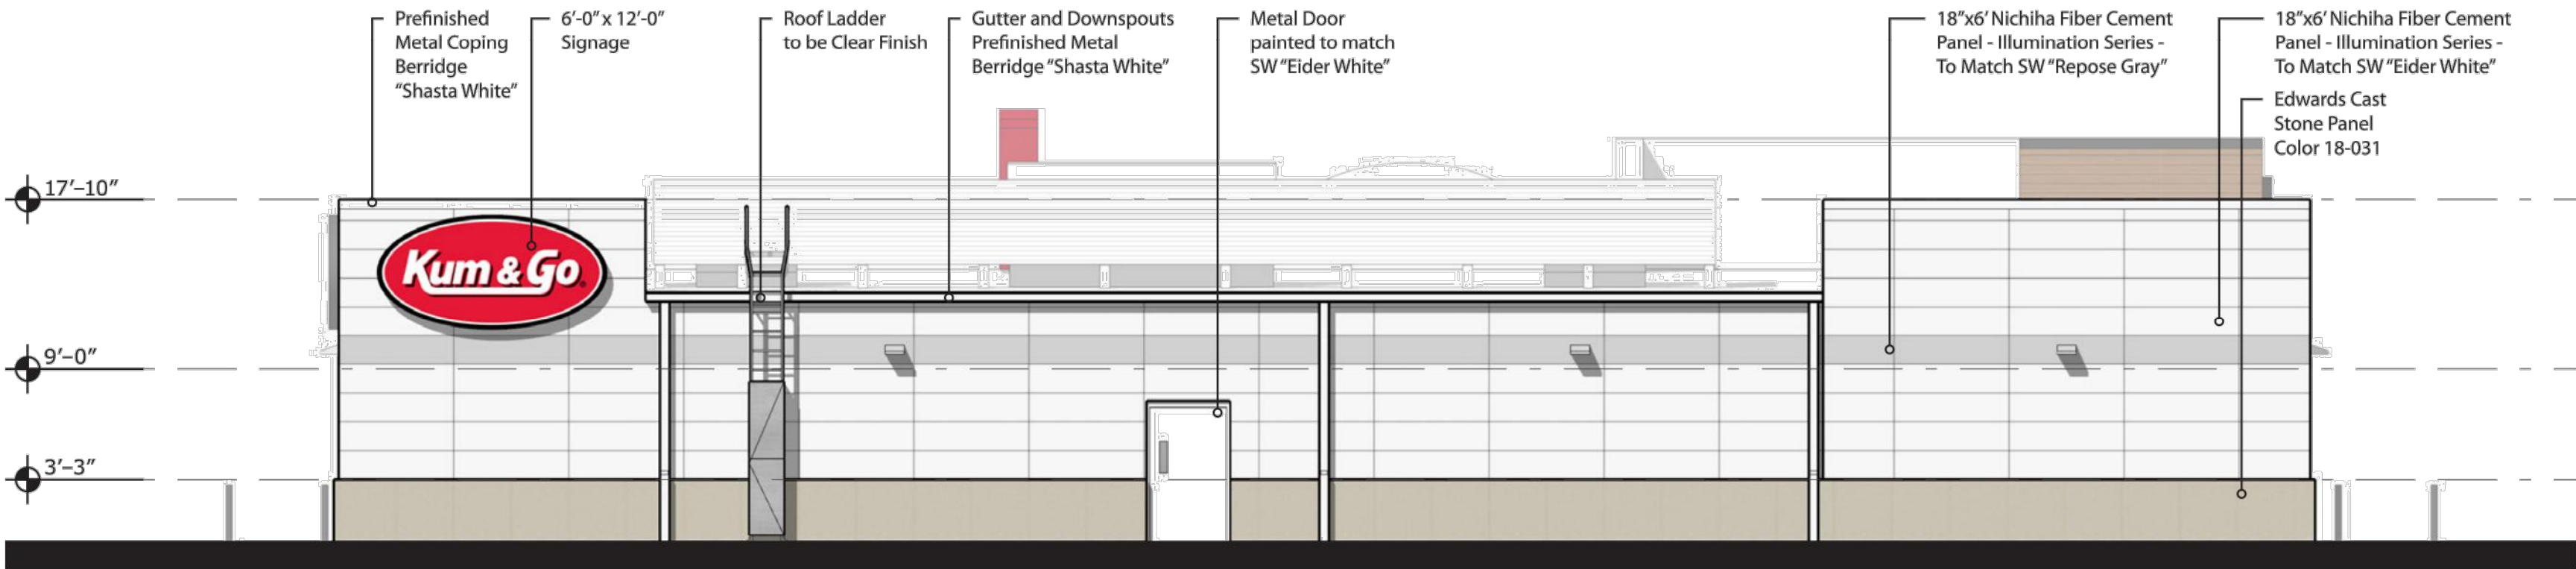 Prefinished
Metal Coping
Berridge
“Shasta White”
6’-0” x 12’-0”
Signage
Roof Ladder
to be Clear Finish
Gutter and Downspouts
Prefinished Metal
Berridge “Shasta White”
Metal Door
painted to match
SW “Eider White”
18”x6’ Nichiha Fiber Cement
Panel - Illumination Series -
To Match SW “Repose Gray”
18”x6’ Nichiha Fiber Cement
Panel - Illumination Series -
To Match SW “Eider White”
Edwards Cast
Stone Panel
Color 18-031
17’–10”
Kum & Go
9’–0”
3’–3”